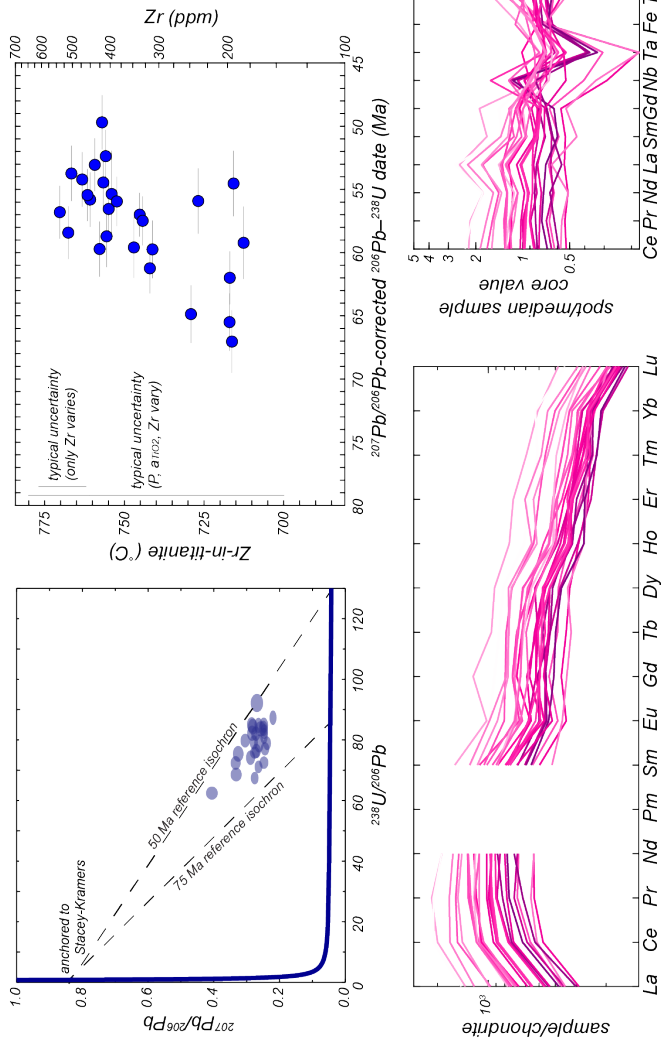 Zr (ppm)
700 600 500 400 300 200 100
45
50
55
60
65
70
75
80
775 750 725 700
Zr-in-titanite (°C)
207Pb/206Pb-corrected 206Pb–238U date (Ma)
typical uncertainty
(only Zr varies)
typical uncertainty
(P, aTiO2, Zr vary)
1.0 0.8 0.6 0.4 0.2 0.0
207Pb/206Pb
0 20 40 60 80 100 120
238U/206Pb
anchored to
Stacey-Kramers
50 Ma reference isochron
75 Ma reference isochron
5 4 3 2 1 0.5
spot/median sample
core value
Ce Pr Nd La Sm Gd Nb Ta Fe
10³
sample/chondrite
La Ce Pr Nd Pm Sm Eu Gd Tb Dy Ho Er Tm Yb Lu